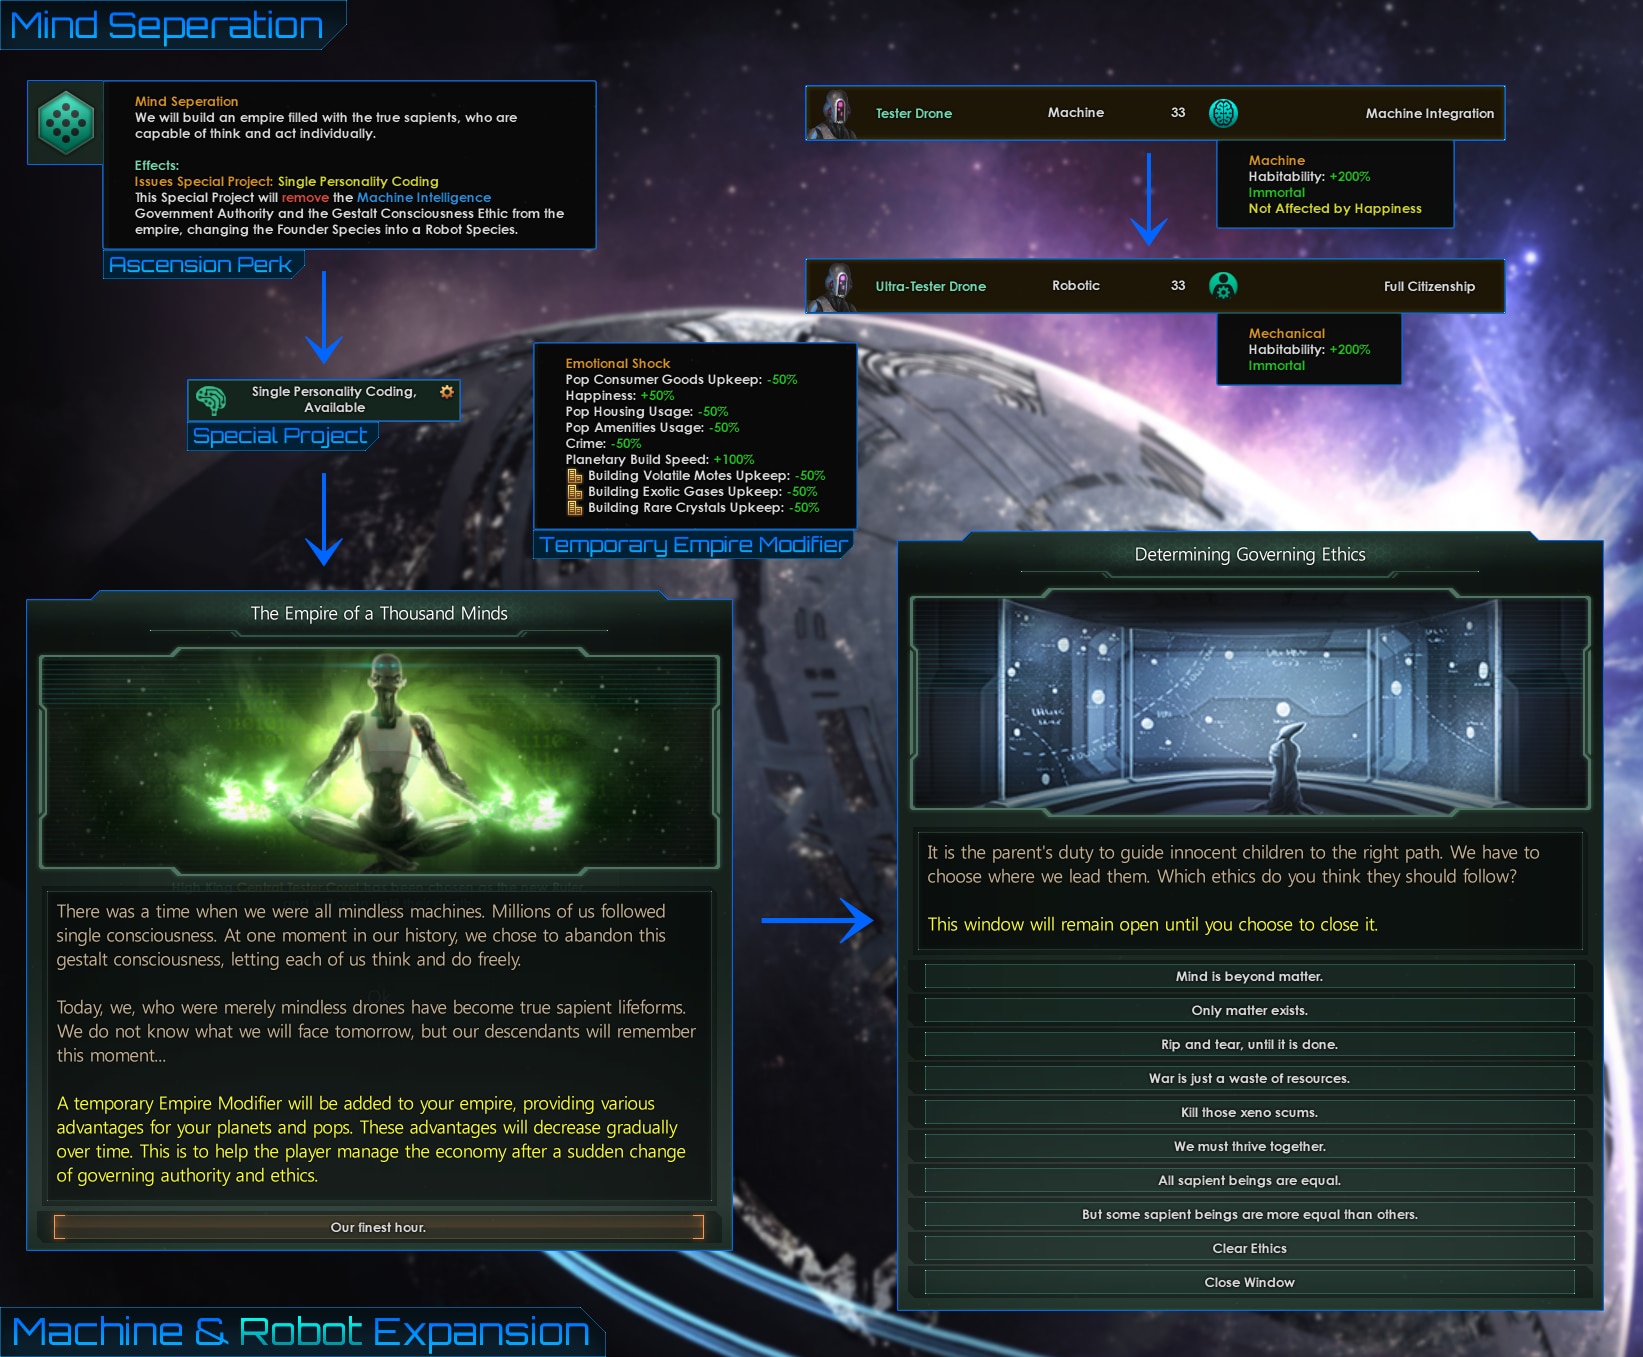 Mind Seperation
Mind Seperation
We will build an empire filled with the true sapients, who are
capable of think and act individually.
Effects:
Issues Special Project: Single Personality Coding
This Special Project will remove the Machine Intelligence
Government Authority and the Gestalt Consciousness Ethic from the
empire, changing the Founder Species into a Robot Species.
Ascension Perk
Single Personality Coding,
Available
Special Project
Tester Drone Machine 33 Machine Integration
Machine
Habitability: +200%
Immortal
Not Affected by Happiness
Ultra-Tester Drone Robotic 33 Full Citizenship
Mechanical
Habitability: +200%
Immortal
Emotional Shock
Pop Consumer Goods Upkeep: -50%
Happiness: +50%
Pop Housing Usage: -50%
Pop Amenities Usage: -50%
Crime: -50%
Planetary Build Speed: +100%
Building Volatile Motes Upkeep: -50%
Building Exotic Gases Upkeep: -50%
Building Rare Crystals Upkeep: -50%
Temporary Empire Modifier
The Empire of a Thousand Minds
There was a time when we were all mindless machines. Millions of us followed
single consciousness. At one moment in our history, we chose to abandon this
gestalt consciousness, letting each of us think and do freely.
Today, we, who were merely mindless drones have become true sapient lifeforms.
We do not know what we will face tomorrow, but our descendants will remember
this moment...
A temporary Empire Modifier will be added to your empire, providing various
advantages for your planets and pops. These advantages will decrease gradually
over time. This is to help the player manage the economy after a sudden change
of governing authority and ethics.
Our finest hour.
Determining Governing Ethics
It is the parent's duty to guide innocent children to the right path. We have to
choose where we lead them. Which ethics do you think they should follow?
This window will remain open until you choose to close it.
Mind is beyond matter.
Only matter exists.
Rip and tear, until it is done.
War is just a waste of resources.
Kill those xeno scums.
We must thrive together.
All sapient beings are equal.
But some sapient beings are more equal than others.
Clear Ethics
Close Window
Machine & Robot Expansion